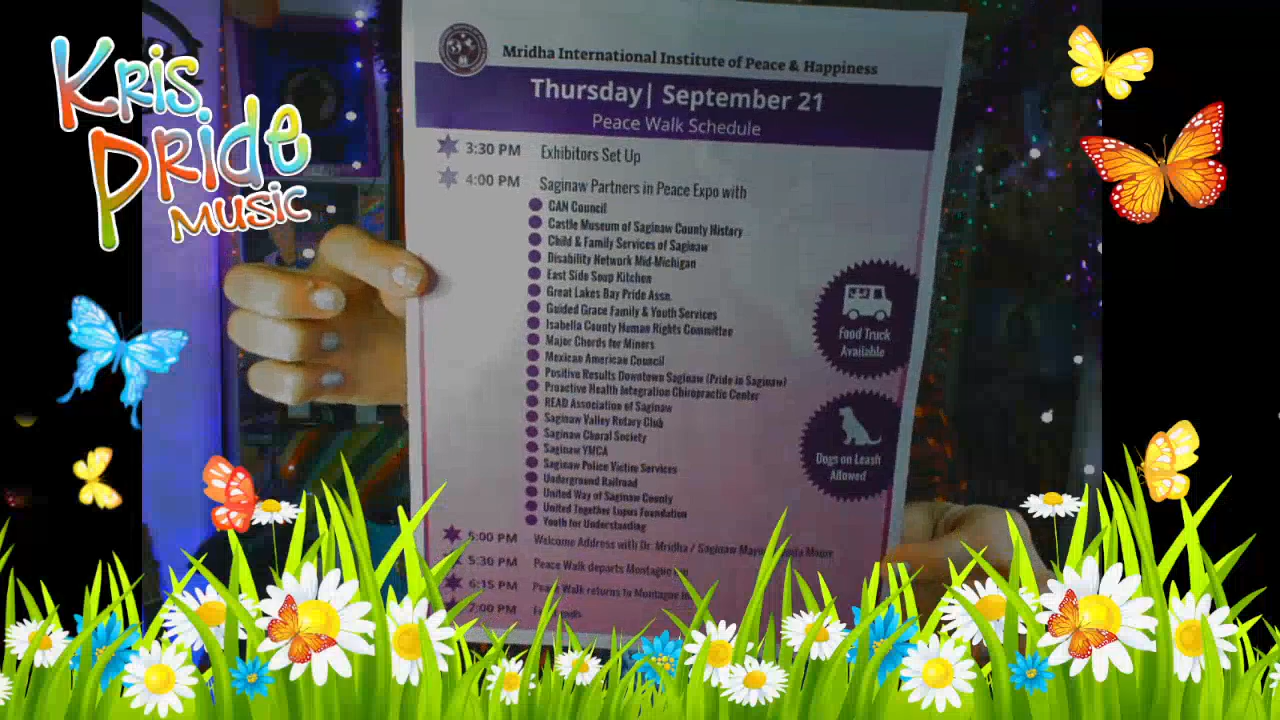 Kris
Pride
Music
Mridha International Institute of Peace & Happiness
Thursday| September 21
Peace Walk Schedule
3:30 PM Exhibitors Set Up
4:00 PM Saginaw Partners in Peace Expo with
CAN Council
Castle Museum of Saginaw County History
Child & Family Services of Saginaw
Disability Network Mid-Michigan
East Side Soup Kitchen
Great Lakes Bay Pride Assn.
Guided Grace Family & Youth Services
Isabella County Human Rights Committee
Major Chords for Minors
Mexican American Council
Positive Results Downtown Saginaw (Pride in Saginaw)
Proactive Health Integration Chiropractic Center
READ Association of Saginaw
Saginaw Valley Rotary Club
Saginaw Choral Society
Saginaw YMCA
Saginaw Police Victim Services
Underground Railroad
United Way of Saginaw County
United Together Lupus Foundation
Youth for Understanding
Food Truck
Available
Dogs on Leash
Allowed
5:00 PM Welcome Address with Dr. Mridha / Saginaw Moore
5:30 PM Peace Walk departs Montague Inn
6:15 PM Peace Walk returns to Montague
7:00 PM